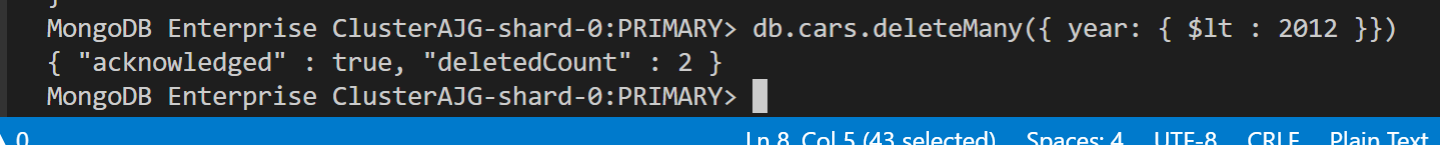 }
MongoDB Enterprise ClusterAJG-shard-0:PRIMARY> db.cars.deleteMany({ year: { $lt : 2012 }})
{ "acknowledged" : true, "deletedCount" : 2 }
MongoDB Enterprise ClusterAJG-shard-0:PRIMARY>
0 Ln 8, Col 5 (43 selected) Spaces: 4 UTF-8 CRLF Plain Text